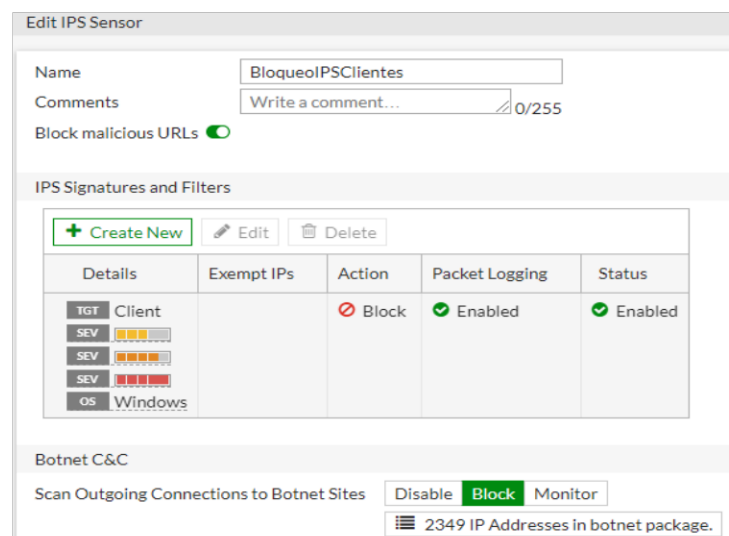 Edit IPS Sensor
Name BloqueoIPSClientes
Comments Write a comment... 0/255
Block malicious URLs
IPS Signatures and Filters
+ Create New Edit Delete
Details Exempt IPs Action Packet Logging Status
TGT Client Block Enabled Enabled
SEV
SEV
SEV
OS Windows
Botnet C&C
Scan Outgoing Connections to Botnet Sites Disable Block Monitor
2349 IP Addresses in botnet package.